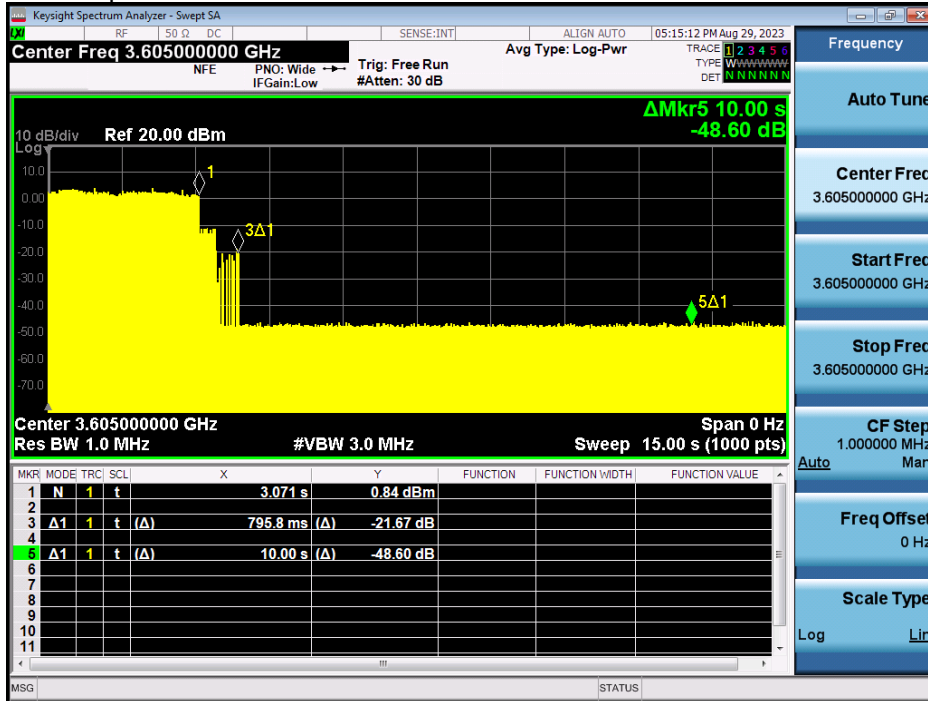 Keysight Spectrum Analyzer - Swept SA
LXI RF 50 Ω DC SENSE:INT ALIGN AUTO 05:15:12 PM Aug 29, 2023
Center Freq 3.605000000 GHz
NFE
PNO: Wide
IFGain:Low
Trig: Free Run
#Atten: 30 dB
Avg Type: Log-Pwr
TRACE 1 2 3 4 5 6
TYPE WWWWWW
DET N N N N N N
ΔMkr5 10.00 s
-48.60 dB
10 dB/div Ref 20.00 dBm
Log
10.0
0.00
-10.0
-20.0
-30.0
-40.0
-50.0
-60.0
-70.0
1
3Δ1
5Δ1
Center 3.605000000 GHz Span 0 Hz
Res BW 1.0 MHz #VBW 3.0 MHz Sweep 15.00 s (1000 pts)
MKR MODE TRC SCL X Y FUNCTION FUNCTION WIDTH FUNCTION VALUE
1 N 1 t 3.071 s 0.84 dBm
2
3 Δ1 1 t (Δ) 795.8 ms (Δ) -21.67 dB
4
5 Δ1 1 t (Δ) 10.00 s (Δ) -48.60 dB
6
7
8
9
10
11
MSG STATUS
Frequency
Auto Tune
Center Freq
3.605000000 GHz
Start Freq
3.605000000 GHz
Stop Freq
3.605000000 GHz
CF Step
1.000000 MHz
Auto Man
Freq Offset
0 Hz
Scale Type
Log Lin